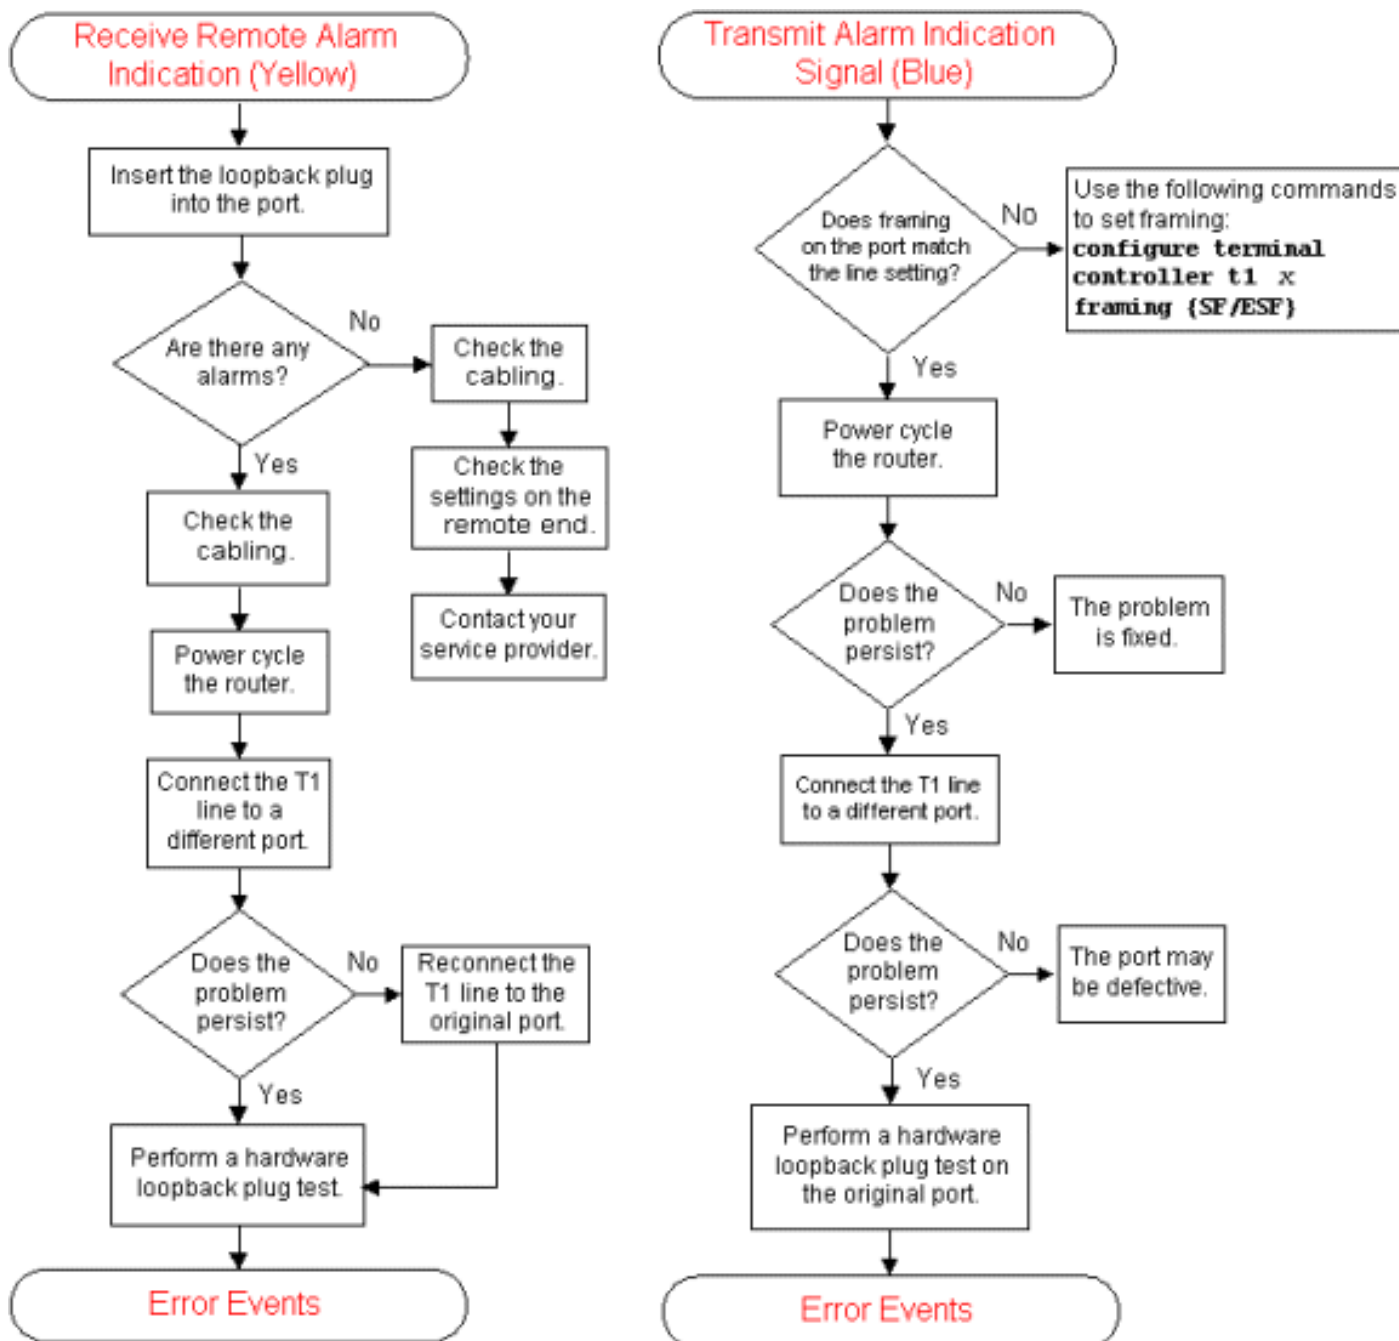 Receive Remote Alarm
Indication (Yellow)
Insert the loopback plug
into the port.
Are there any
alarms?
No
Check the
cabling.
Check the
settings on the
remote end.
Contact your
service provider.
Yes
Check the
cabling.
Power cycle
the router.
Connect the T1
line to a
different port.
Does the
problem
persist?
No
Reconnect the
T1 line to the
original port.
Yes
Perform a hardware
loopback plug test.
Error Events
Transmit Alarm Indication
Signal (Blue)
Does framing
on the port match
the line setting?
No
Use the following commands
to set framing:
configure terminal
controller t1 x
framing {SF/ESF}
Yes
Power cycle
the router.
Does the
problem
persist?
No
The problem
is fixed.
Yes
Connect the T1 line
to a different port.
Does the
problem
persist?
No
The port may
be defective.
Yes
Perform a hardware
loopback plug test on
the original port.
Error Events